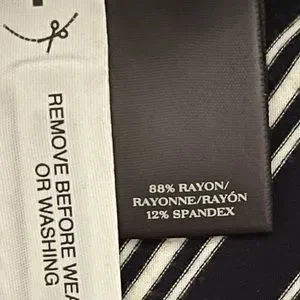 REMOVE BEFORE WEA
OR WASHING
88% RAYON/
RAYONNE/RAYÓN
12% SPANDEX